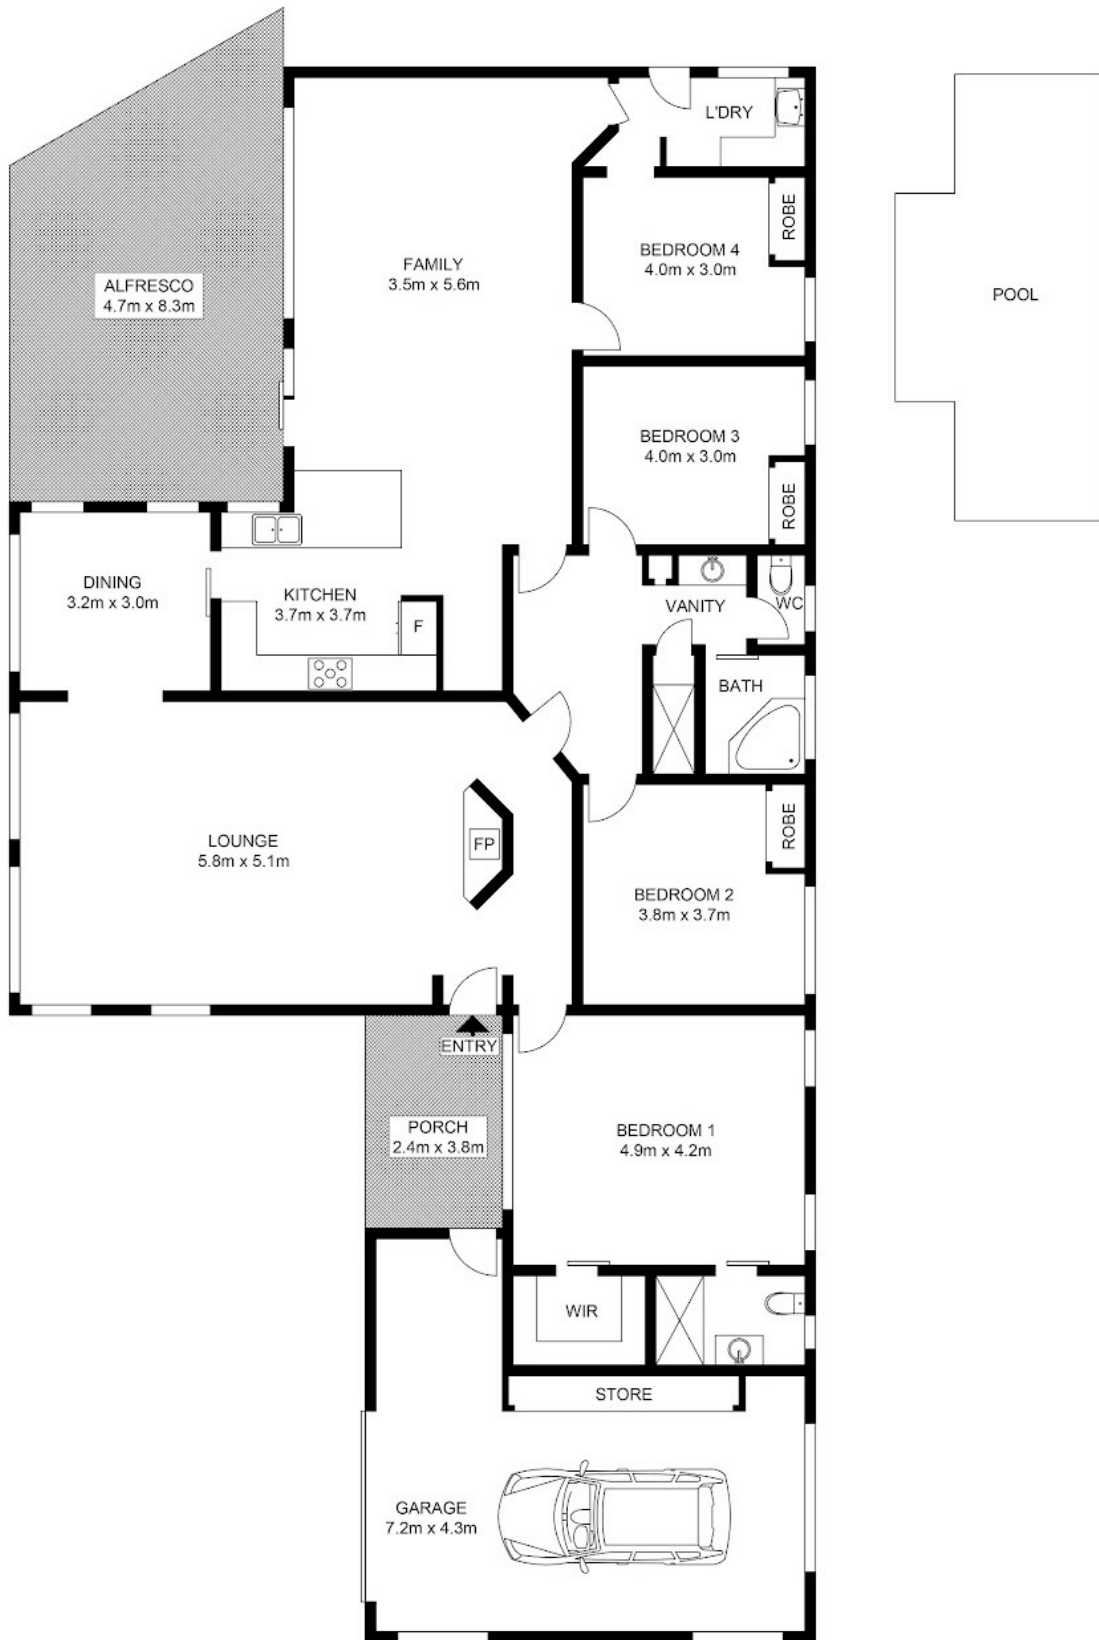 L'DRY
ROBE
BEDROOM 4
4.0m x 3.0m
FAMILY
3.5m x 5.6m
ALFRESCO
4.7m x 8.3m
POOL
BEDROOM 3
4.0m x 3.0m
ROBE
DINING
3.2m x 3.0m
KITCHEN
3.7m x 3.7m
F
VANITY
WC
BATH
LOUNGE
5.8m x 5.1m
FP
ROBE
BEDROOM 2
3.8m x 3.7m
ENTRY
PORCH
2.4m x 3.8m
BEDROOM 1
4.9m x 4.2m
WIR
STORE
GARAGE
7.2m x 4.3m